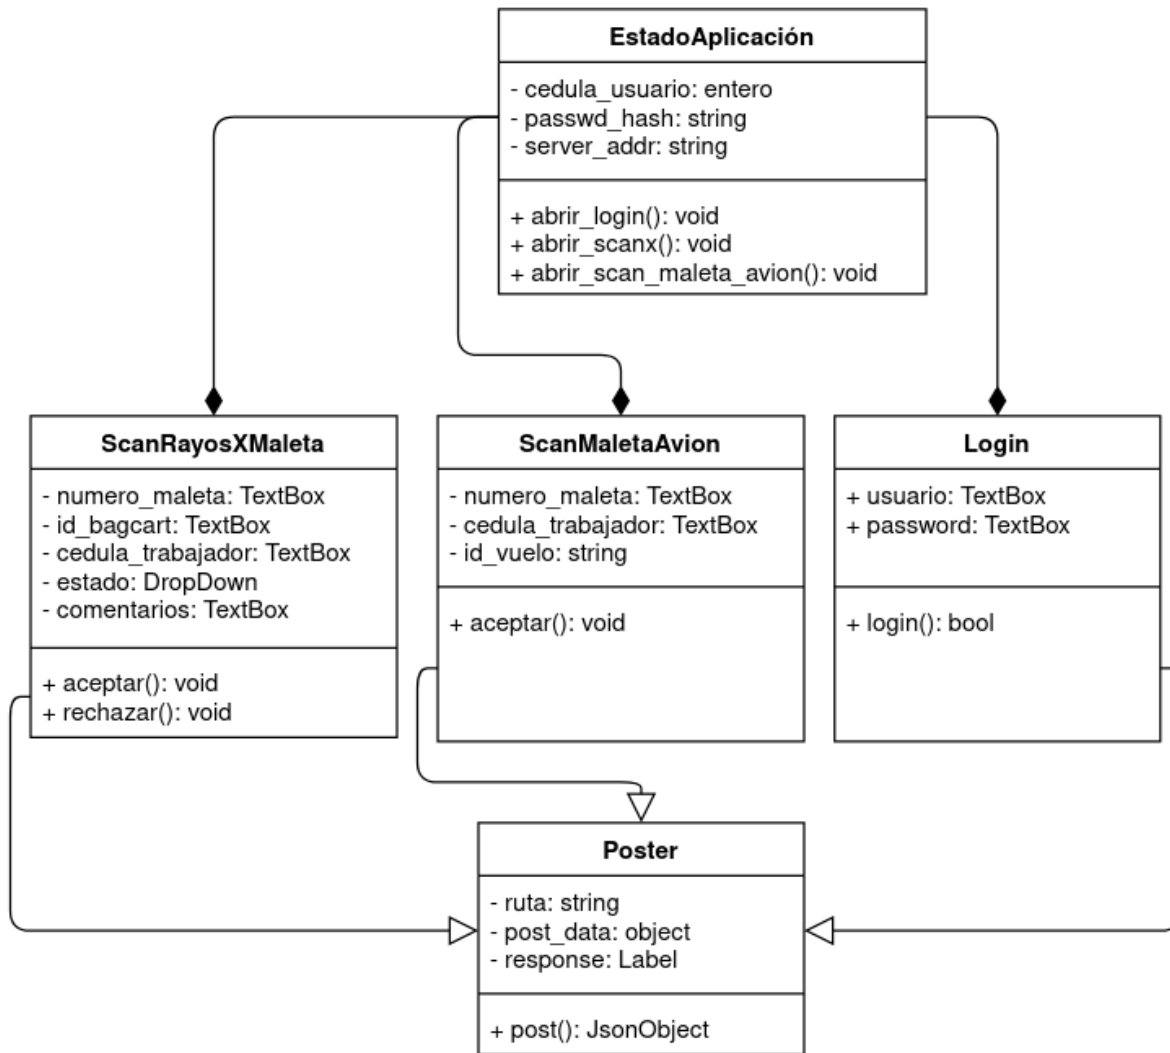 EstadoAplicación
- cedula_usuario: entero
- passwd_hash: string
- server_addr: string
+ abrir_login(): void
+ abrir_scanx(): void
+ abrir_scan_maleta_avion(): void
ScanRayosXMaleta
- numero_maleta: TextBox
- id_bagcart: TextBox
- cedula_trabajador: TextBox
- estado: DropDown
- comentarios: TextBox
+ aceptar(): void
+ rechazar(): void
ScanMaletaAvion
- numero_maleta: TextBox
- cedula_trabajador: TextBox
- id_vuelo: string
+ aceptar(): void
Login
+ usuario: TextBox
+ password: TextBox
+ login(): bool
Poster
- ruta: string
- post_data: object
- response: Label
+ post(): JsonObject